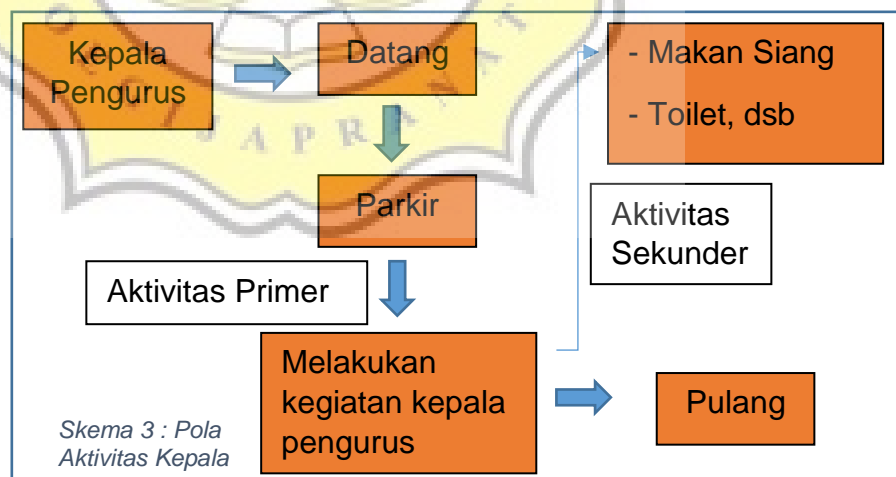 Kepala
Pengurus
Datang
- Makan Siang
- Toilet, dsb
Parkir
Aktivitas
Sekunder
Aktivitas Primer
Melakukan
kegiatan kepala
pengurus
Pulang
Skema 3 : Pola
Aktivitas Kepala